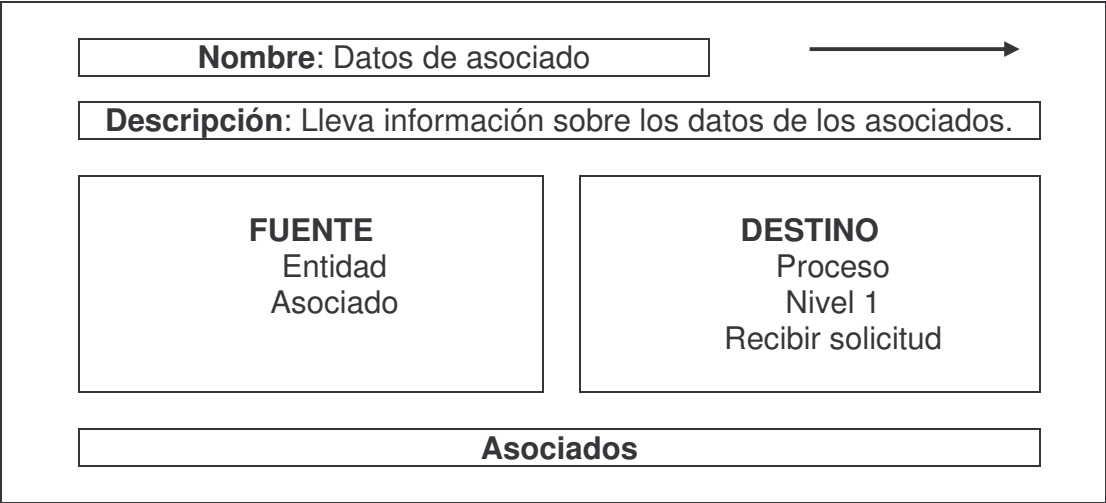 Nombre: Datos de asociado
Descripción: Lleva información sobre los datos de los asociados.
FUENTE
Entidad
Asociado
DESTINO
Proceso
Nivel 1
Recibir solicitud
Asociados